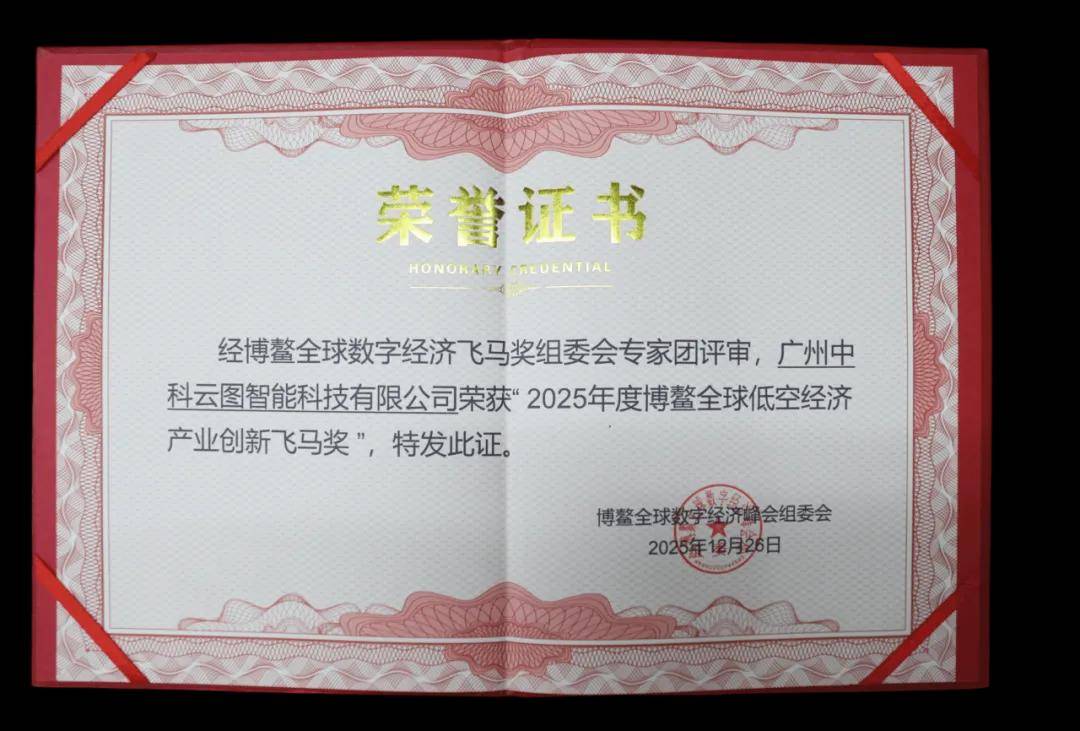 荣誉证书
HONORARY CREDENTIAL
经博鳌全球数字经济飞马奖组委会专家团评审，广州中
科云图智能科技有限公司荣获“ 2025年度博鳌全球低空经济
产业创新飞马奖 ”，特发此证。
博鳌全球数字经济峰会组委会
2025年12月26日